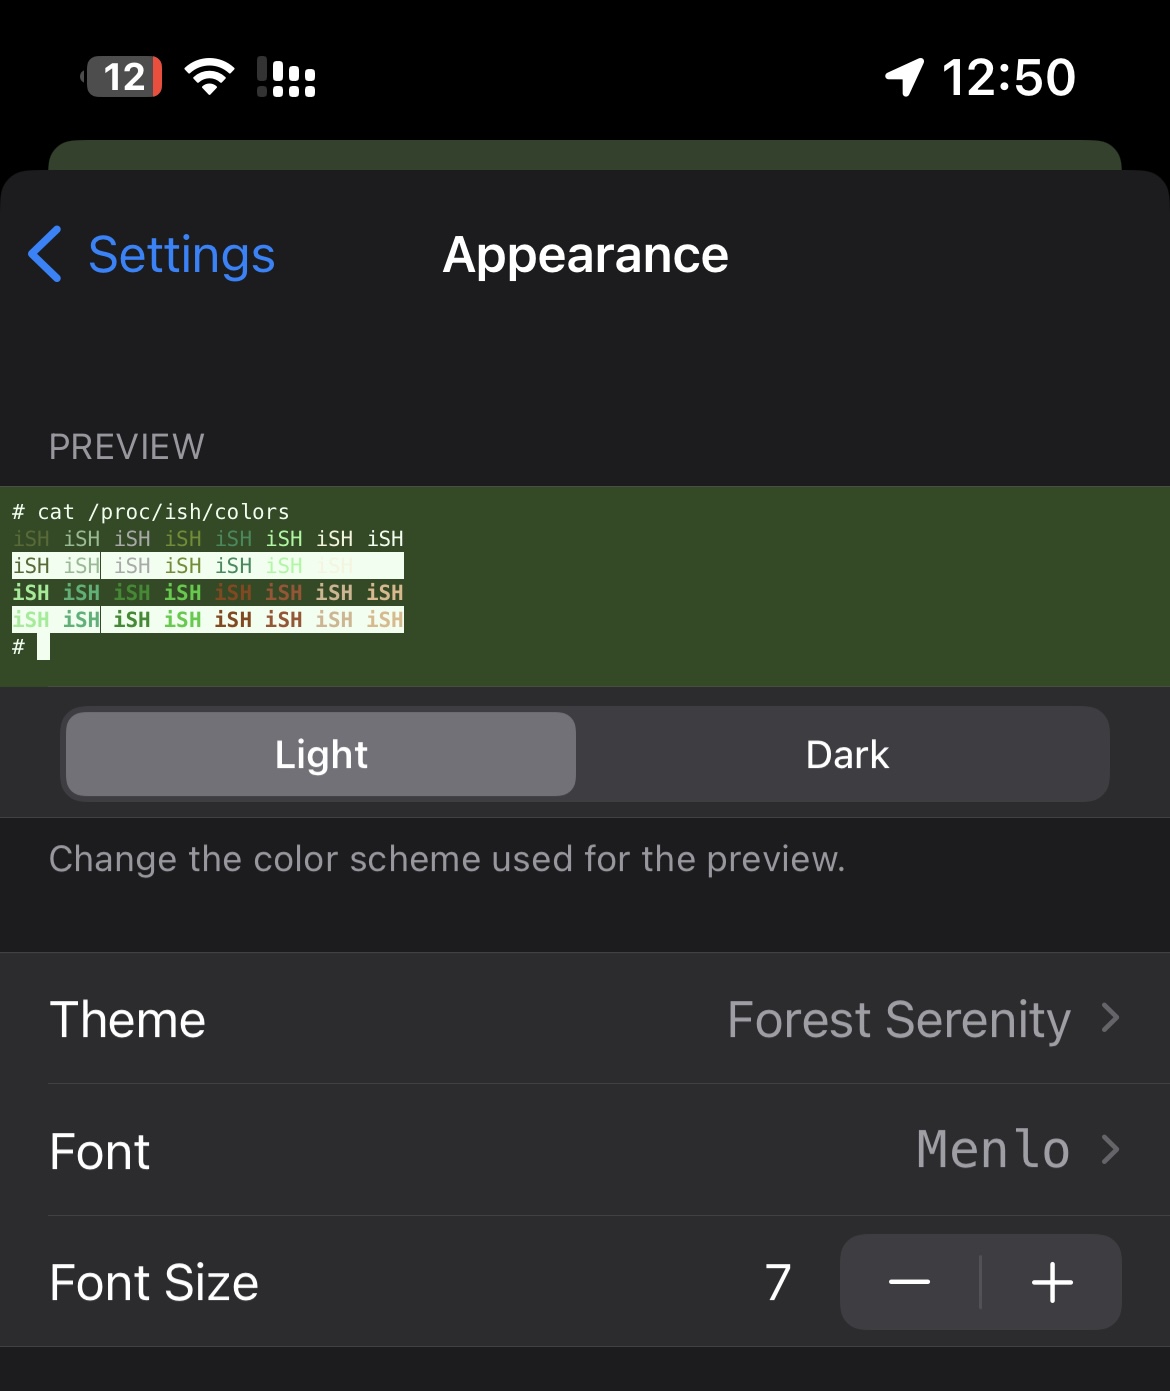 12 12:50
Settings Appearance
PREVIEW
# cat /proc/ish/colors
iSH iSH iSH iSH iSH iSH iSH iSH
iSH iSH iSH iSH iSH iSH iSH
iSH iSH iSH iSH iSH iSH iSH iSH
iSH iSH iSH iSH iSH iSH iSH iSH
#
Light Dark
Change the color scheme used for the preview.
Theme Forest Serenity
Font Menlo
Font Size 7 — +